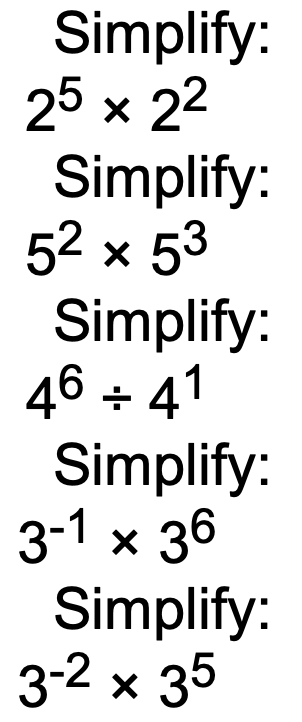 Simplify:
2⁵ × 2²
Simplify:
5² × 5³
Simplify:
4⁶ ÷ 4¹
Simplify:
3⁻¹ × 3⁶
Simplify:
3⁻² × 3⁵